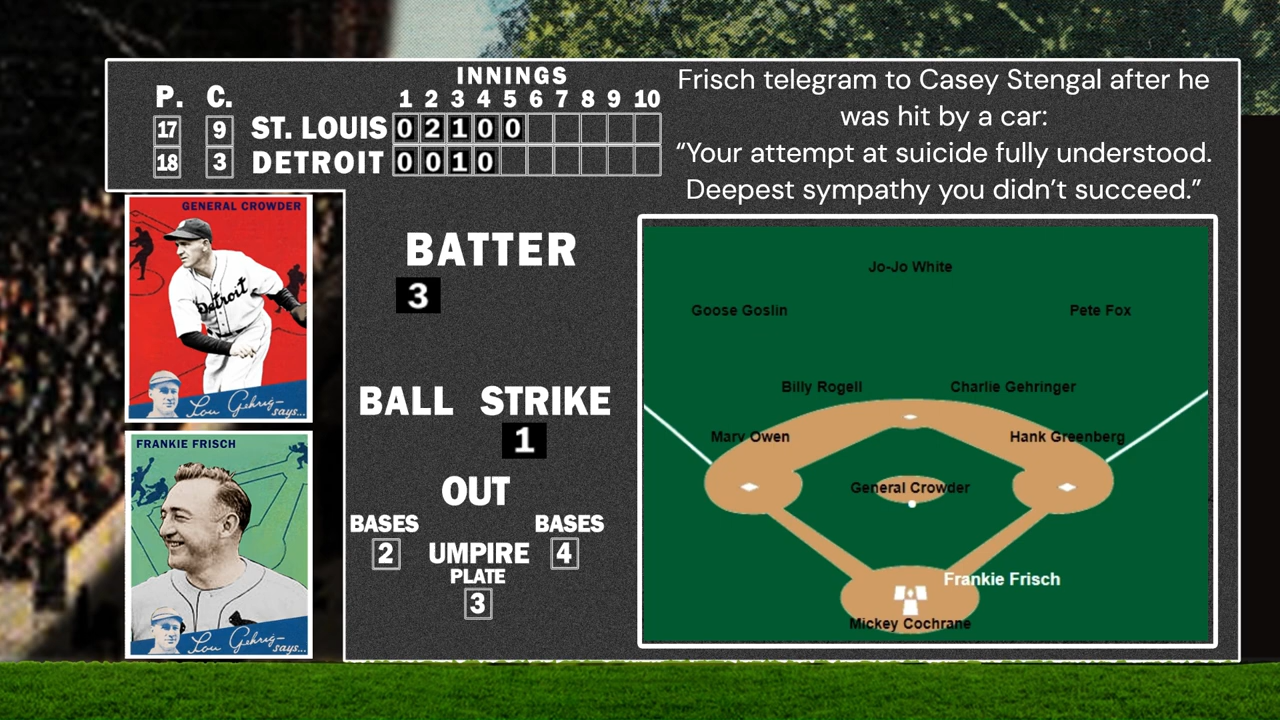 INNINGS
P. C. 1 2 3 4 5 6 7 8 9 10
17 9 ST. LOUIS 0 2 1 0 0
18 3 DETROIT 0 0 1 0
Frisch telegram to Casey Stengal after he
was hit by a car:
“Your attempt at suicide fully understood.
Deepest sympathy you didn’t succeed.”
GENERAL CROWDER
Detroit
Lou Gehrig-
says...
FRANKIE FRISCH
Lou Gehrig-
says...
BATTER
3
BALL STRIKE
1
OUT
BASES BASES
2 UMPIRE 4
PLATE
3
Jo-Jo White
Goose Goslin Pete Fox
Billy Rogell Charlie Gehringer
Marv Owen Hank Greenberg
General Crowder
Frankie Frisch
Mickey Cochrane